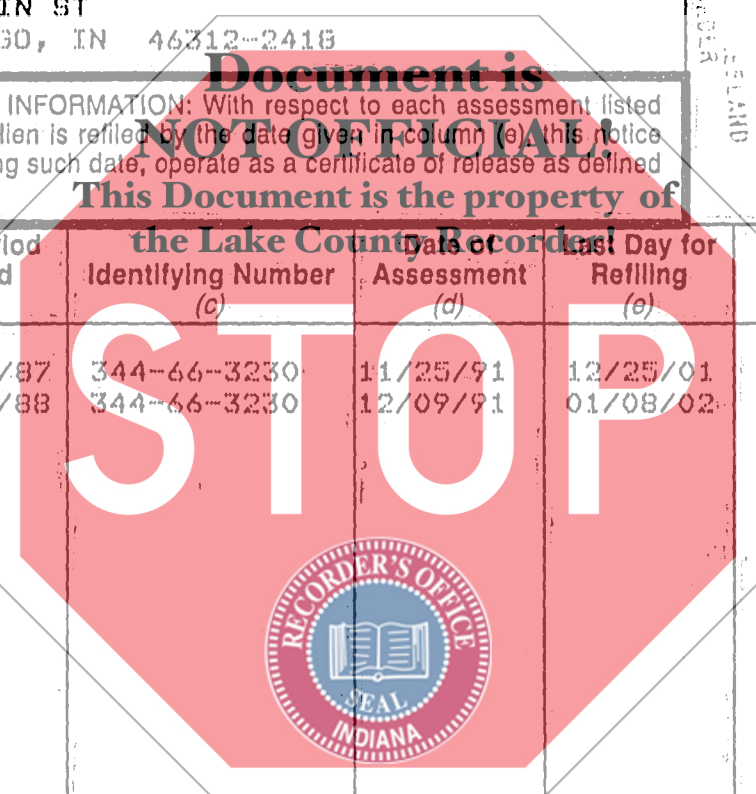 IN ST
GO, IN 46312-2418
Document is
INFORMATION: With respect to each assessment listed
lien is refiled by the date given in column (e), this notice
NOT OFFICIAL!
ng such date, operate as a certificate of release as defined
This Document is the property of
the Lake County Recorder!
Identifying Number
(c)
Date of
Assessment
(d)
Last Day for
Refiling
(e)
/87 344-66-3230 11/25/91 12/25/01
/88 344-66-3230 12/09/91 01/08/02
STOP
RECORDER'S OFFICE
SEAL
INDIANA